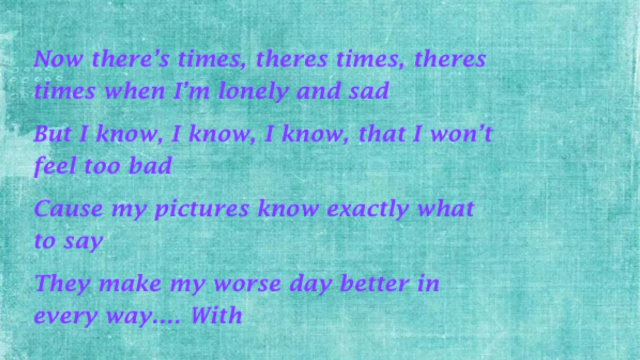 Now there's times, theres times, theres
times when I'm lonely and sad
But I know, I know, I know, that I won't
feel too bad
Cause my pictures know exactly what
to say
They make my worse day better in
every way.... With